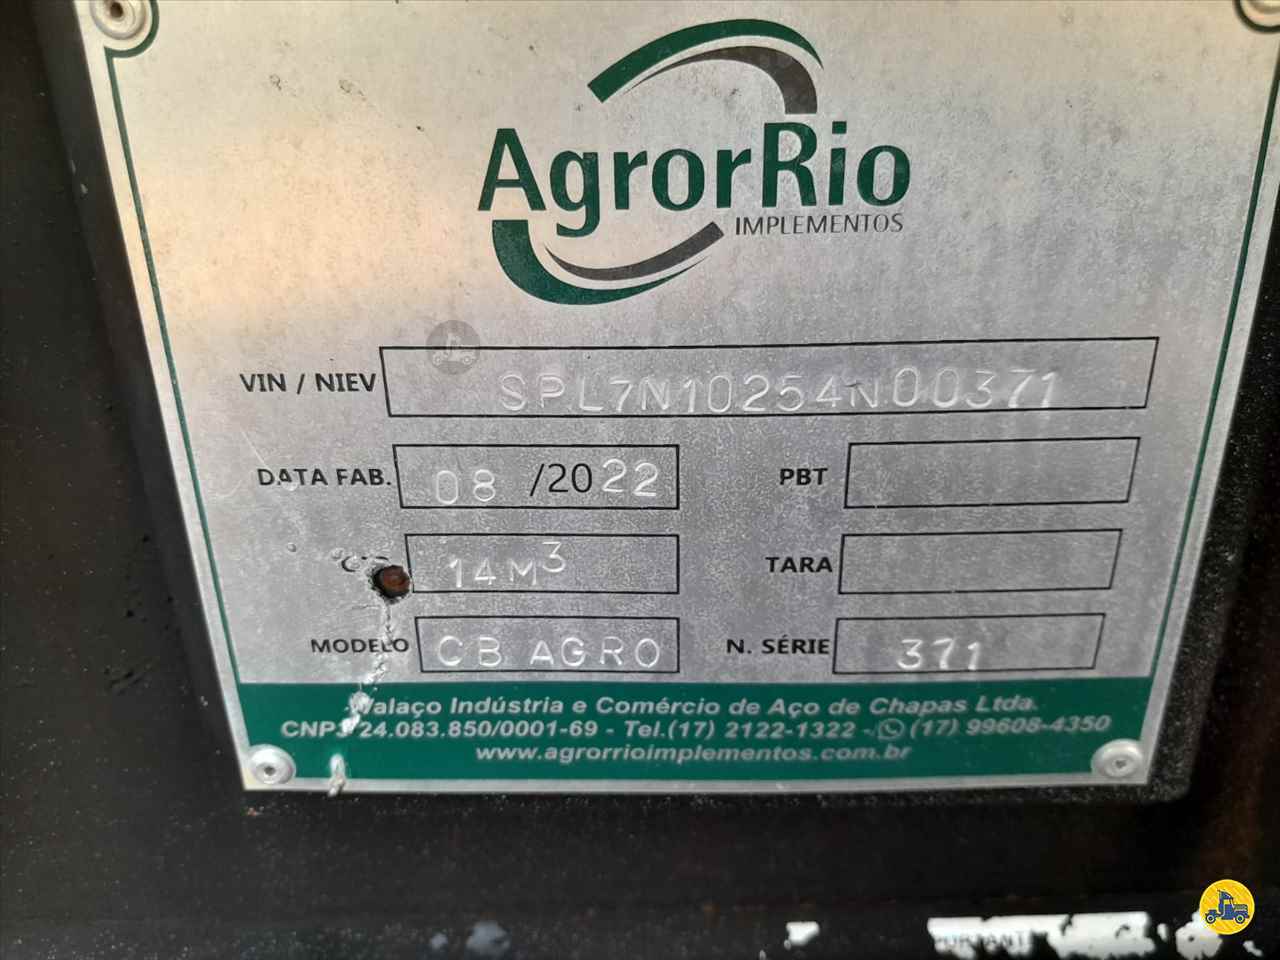 AgrorRio
IMPLEMENTOS
VIN / NIEV SPL7N10254N000371
DATA FAB. 08 /2022 PBT
14M³ TARA
MODELO CB AGRO N. SÉRIE 371
Walaço Indústria e Comércio de Aço de Chapas Ltda.
CNPJ 24.083.850/0001-69 - Tel.(17) 2122-1322 - (17) 99608-4350
www.agrorrioimplementos.com.br